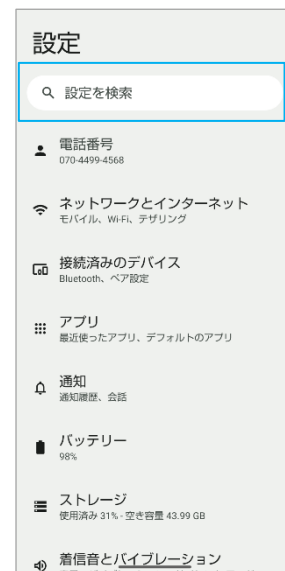 設定
設定を検索
電話番号
070-4499-4568
ネットワークとインターネット
モバイル、Wi-Fi、テザリング
接続済みのデバイス
Bluetooth、ペア設定
アプリ
最近使ったアプリ、デフォルトのアプリ
通知
通知履歴、会話
バッテリー
98%
ストレージ
使用済み 31% - 空き容量 43.99 GB
着信音とバイブレーション